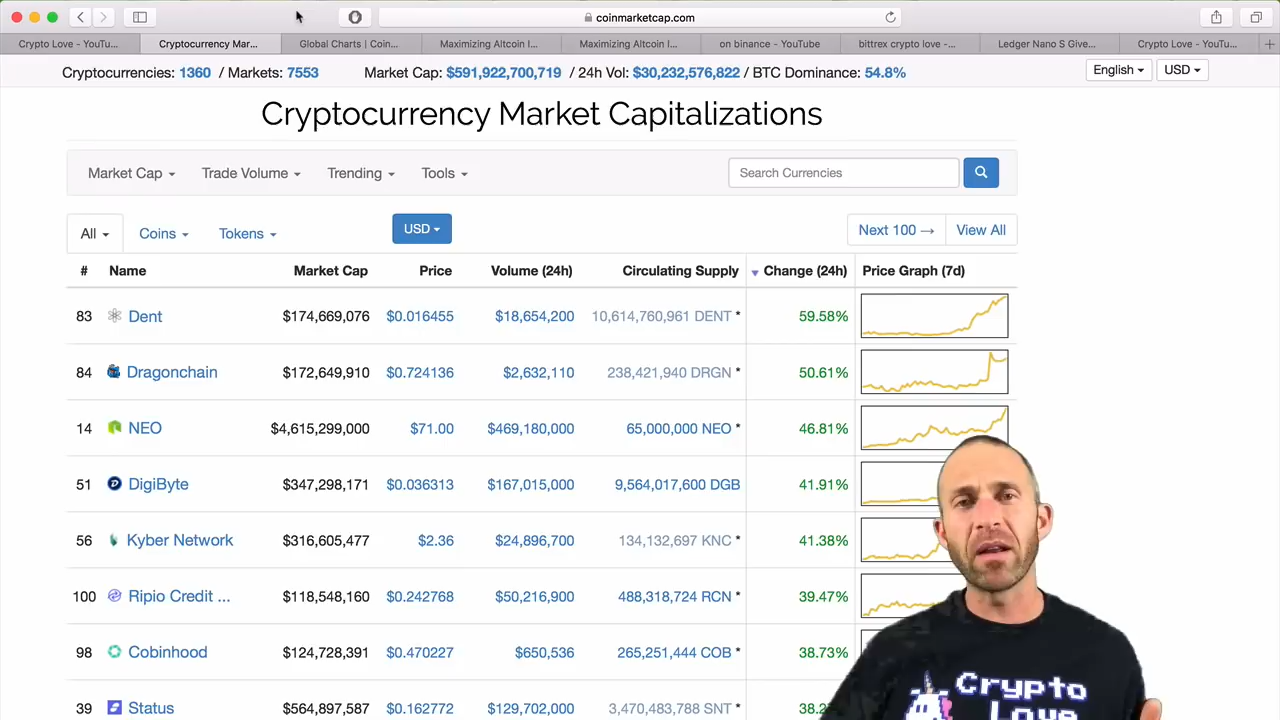 coinmarketcap.com
Crypto Love - YouTu... Cryptocurrency Mar... Global Charts | Coin... Maximizing Altcoin I... Maximizing Altcoin I... on binance - YouTube bittrex crypto love -... Ledger Nano S Give... Crypto Love - YouTu...
Cryptocurrencies: 1360 / Markets: 7553 Market Cap: $591,922,700,719 / 24h Vol: $30,232,576,822 / BTC Dominance: 54.8% English USD
Cryptocurrency Market Capitalizations
Market Cap Trade Volume Trending Tools Search Currencies
All Coins Tokens USD Next 100 → View All
# Name Market Cap Price Volume (24h) Circulating Supply Change (24h) Price Graph (7d)
83 Dent $174,669,076 $0.016455 $18,654,200 10,614,760,961 DENT * 59.58%
84 Dragonchain $172,649,910 $0.724136 $2,632,110 238,421,940 DRGN * 50.61%
14 NEO $4,615,299,000 $71.00 $469,180,000 65,000,000 NEO * 46.81%
51 DigiByte $347,298,171 $0.036313 $167,015,000 9,564,017,600 DGB 41.91%
56 Kyber Network $316,605,477 $2.36 $24,896,700 134,132,697 KNC * 41.38%
100 Ripio Credit ... $118,548,160 $0.242768 $50,216,900 488,318,724 RCN * 39.47%
98 Cobinhood $124,728,391 $0.470227 $650,536 265,251,444 COB * 38.73%
39 Status $0.162772 $129,702,000 3,470,483,788 SNT *
Crypto
Love